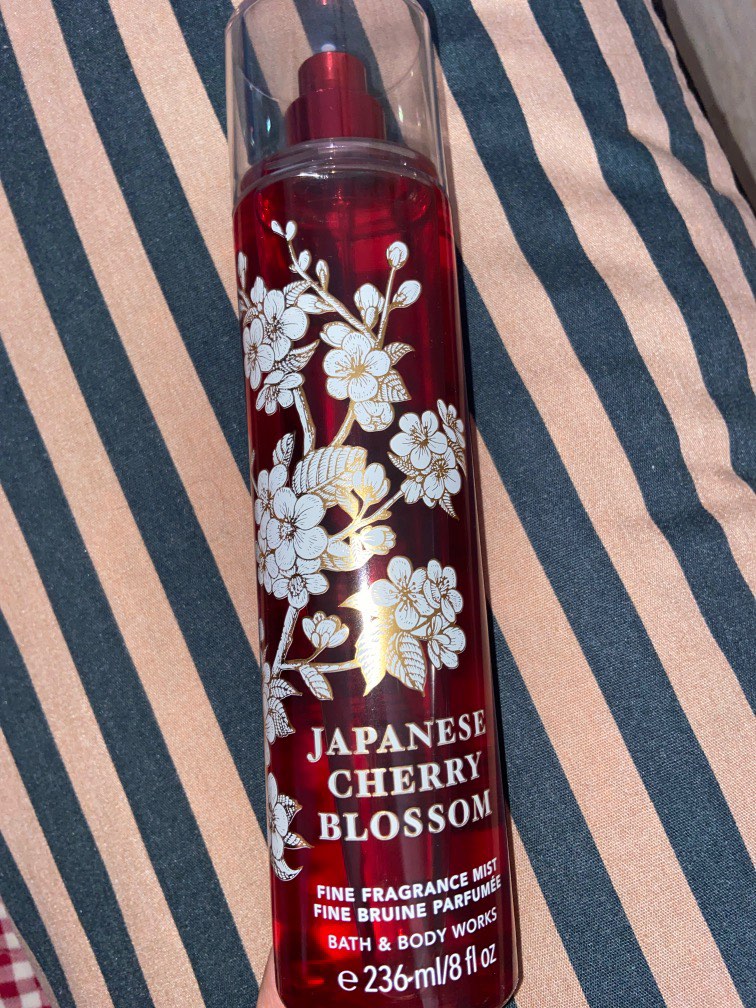 JAPANESE
CHERRY
BLOSSOM
FINE FRAGRANCE MIST
FINE BRUINE PARFUMÉE
BATH & BODY WORKS
℮ 236 ml/8 fl oz